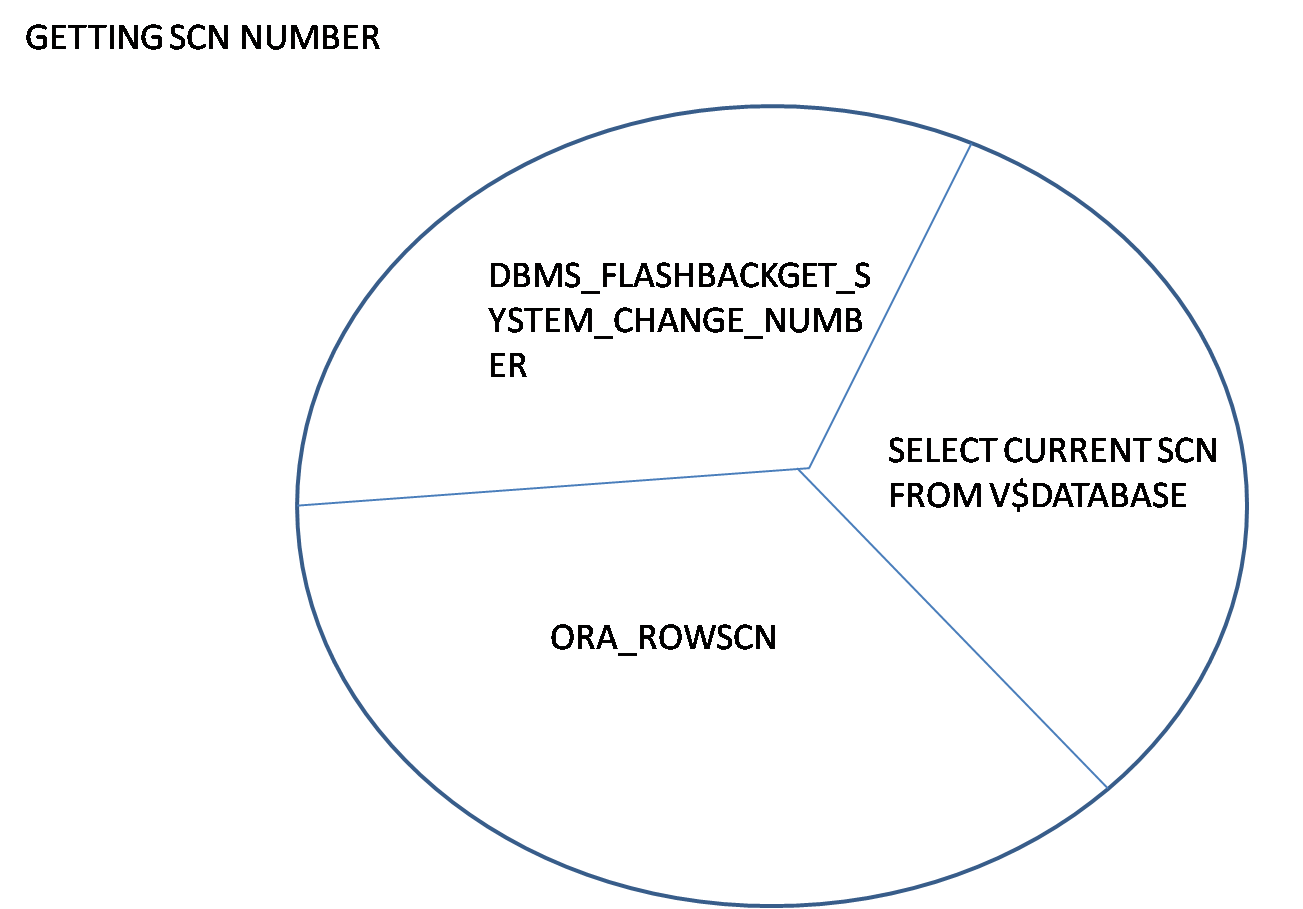 GETTING SCN NUMBER
DBMS_FLASHBACKGET_S
YSTEM_CHANGE_NUMB
ER
SELECT CURRENT SCN
FROM V$DATABASE
ORA_ROWSCN